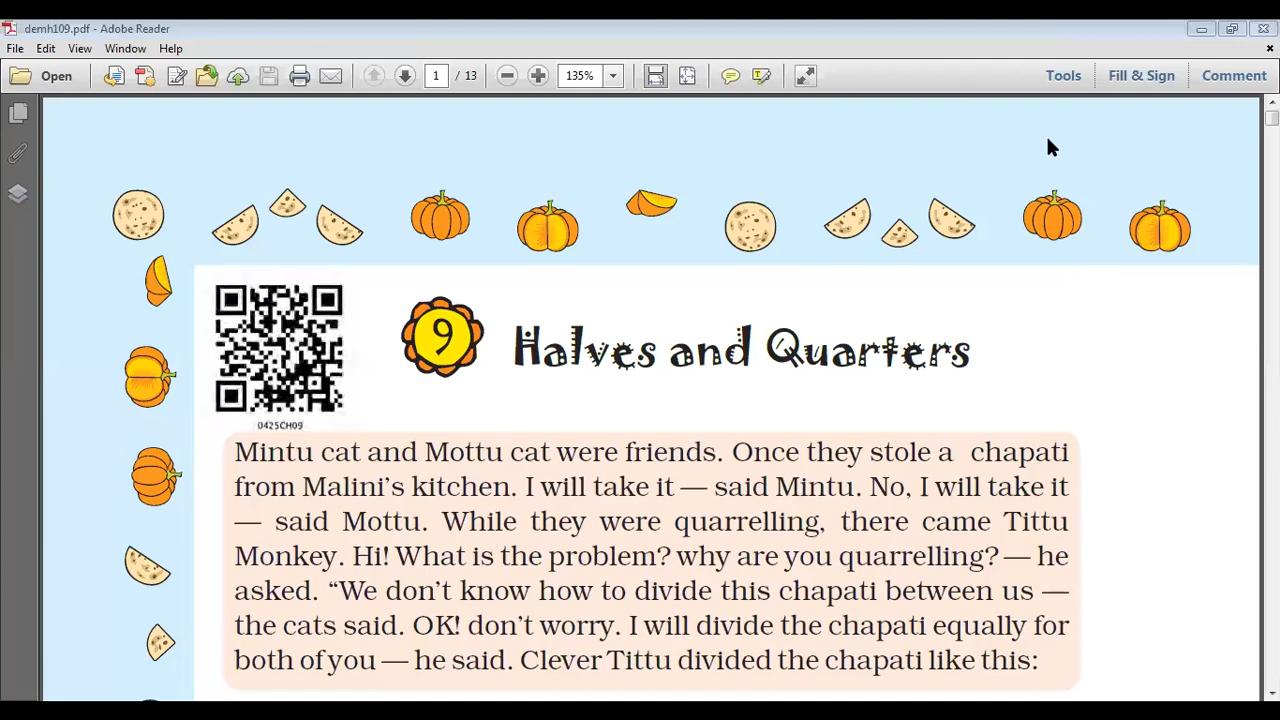 demh109.pdf - Adobe Reader
File Edit View Window Help
Open 1 / 13 135% Tools Fill & Sign Comment
9 Halves and Quarters
0425CH09
Mintu cat and Mottu cat were friends. Once they stole a chapati
from Malini's kitchen. I will take it — said Mintu. No, I will take it
— said Mottu. While they were quarrelling, there came Tittu
Monkey. Hi! What is the problem? why are you quarrelling? — he
asked. “We don't know how to divide this chapati between us —
the cats said. OK! don't worry. I will divide the chapati equally for
both of you — he said. Clever Tittu divided the chapati like this: